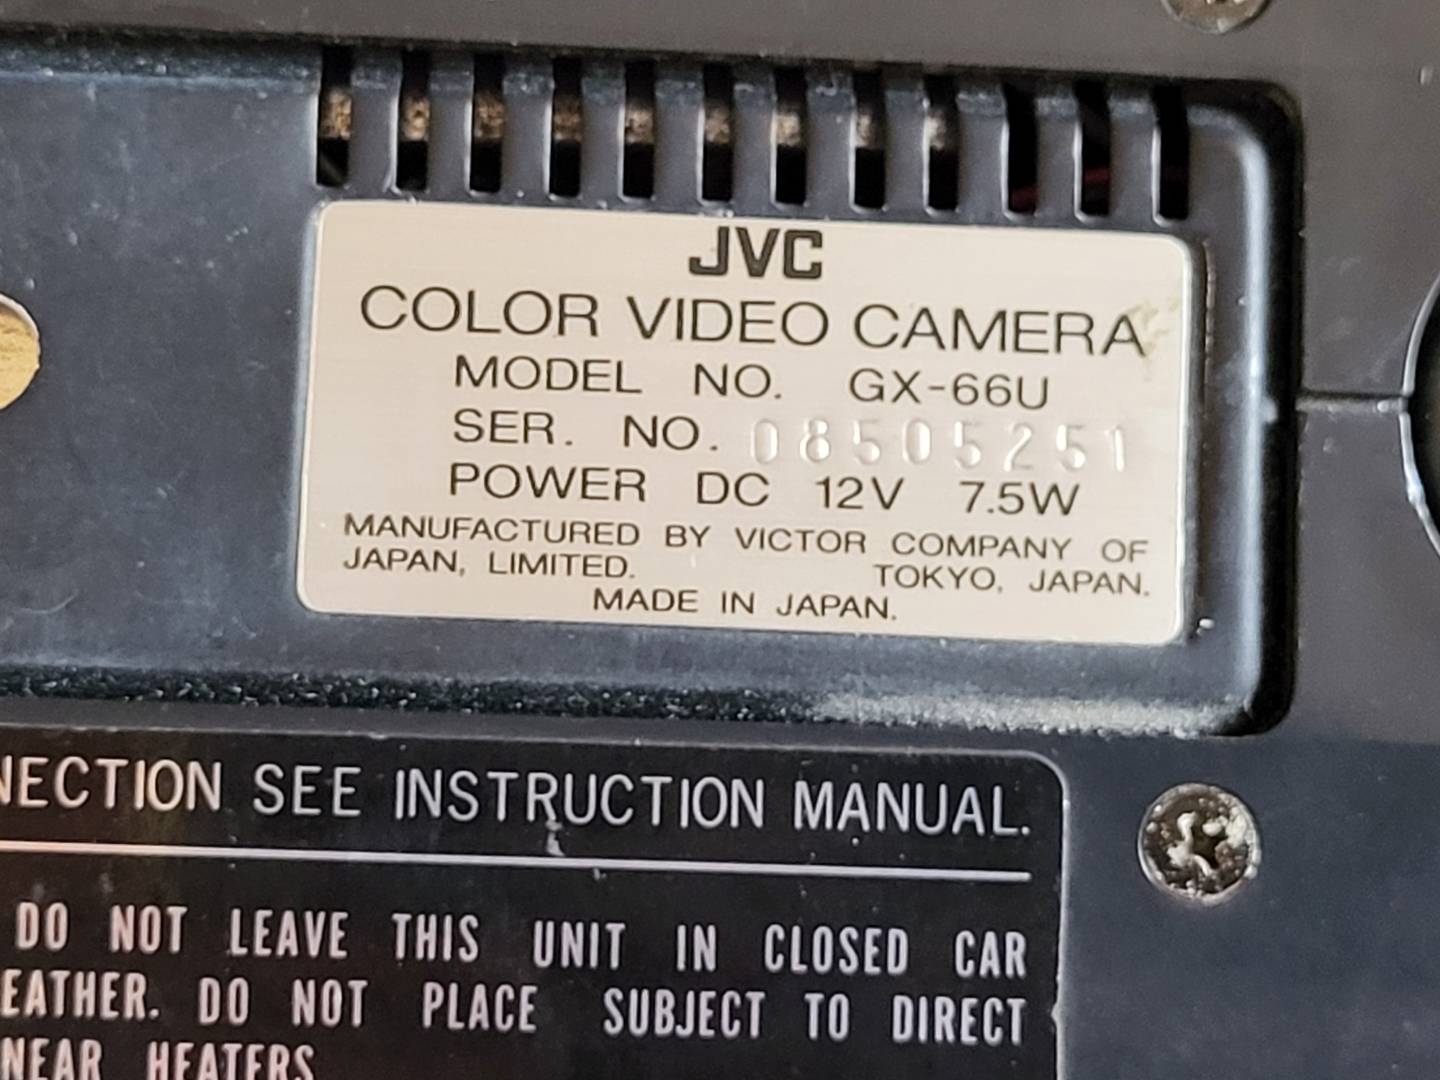 JVC
COLOR VIDEO CAMERA
MODEL NO. GX-66U
SER. NO. 08505251
POWER DC 12V 7.5W
MANUFACTURED BY VICTOR COMPANY OF
JAPAN, LIMITED. TOKYO, JAPAN.
MADE IN JAPAN.
NECTION SEE INSTRUCTION MANUAL.
DO NOT LEAVE THIS UNIT IN CLOSED CAR
EATHER. DO NOT PLACE SUBJECT TO DIRECT
NEAR HEATERS